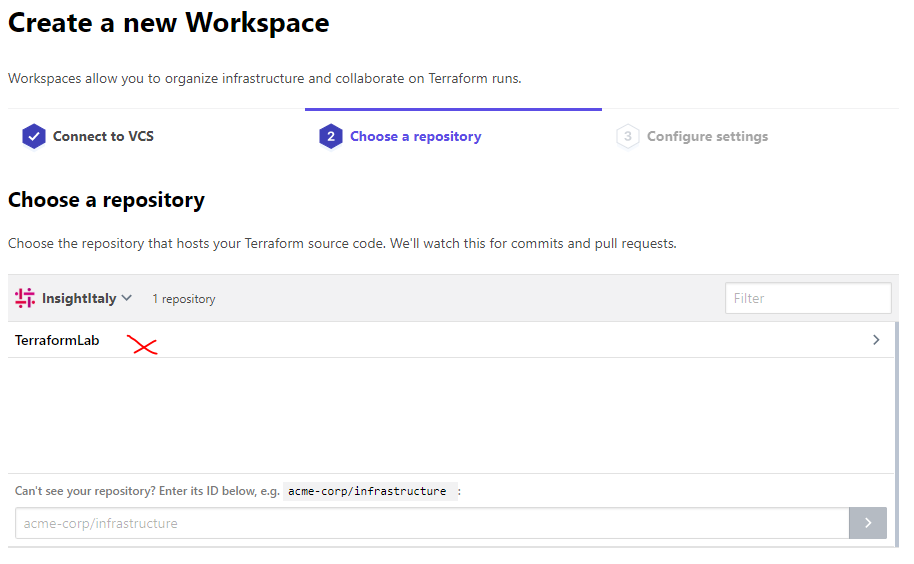 Create a new Workspace
Workspaces allow you to organize infrastructure and collaborate on Terraform runs.
Connect to VCS
2 Choose a repository
3 Configure settings
Choose a repository
Choose the repository that hosts your Terraform source code. We'll watch this for commits and pull requests.
InsightItaly 1 repository Filter
TerraformLab
Can't see your repository? Enter its ID below, e.g. acme-corp/infrastructure :
acme-corp/infrastructure